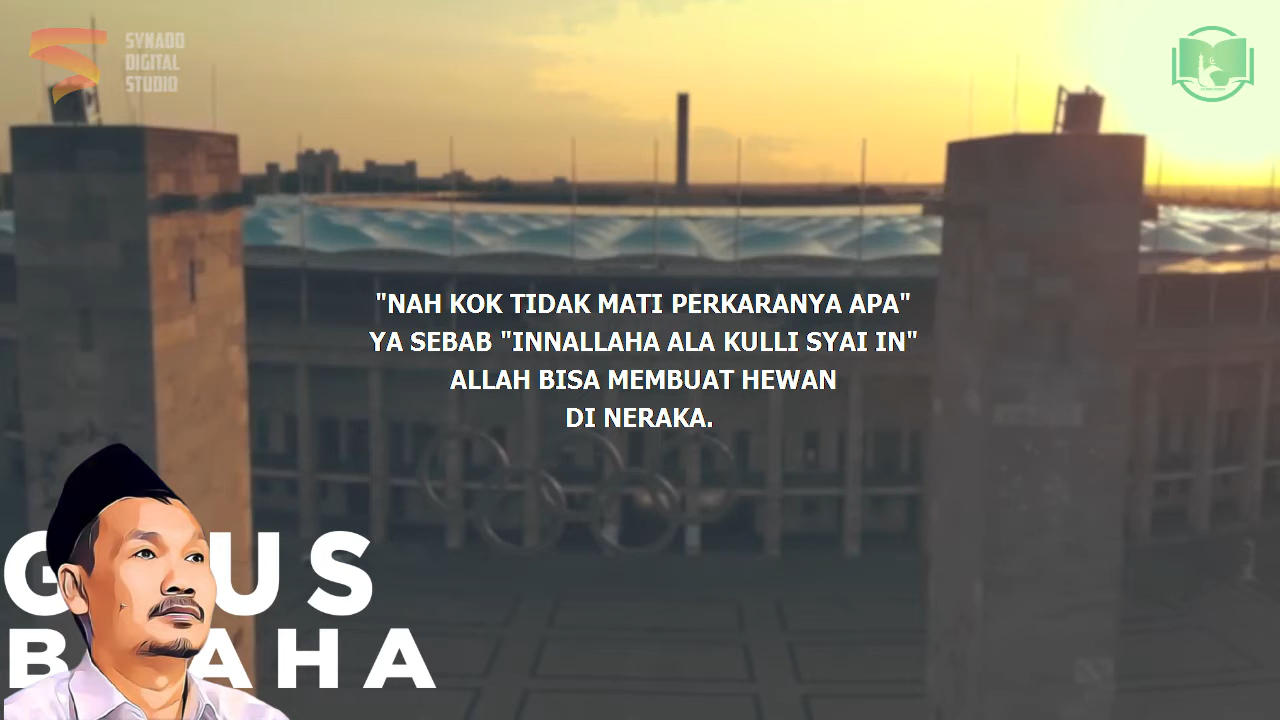 SYNADO
DIGITAL
STUDIO
"NAH KOK TIDAK MATI PERKARANYA APA"
YA SEBAB "INNALLAHA ALA KULLI SYAI IN"
ALLAH BISA MEMBUAT HEWAN
DI NERAKA.
GUS
BAHA